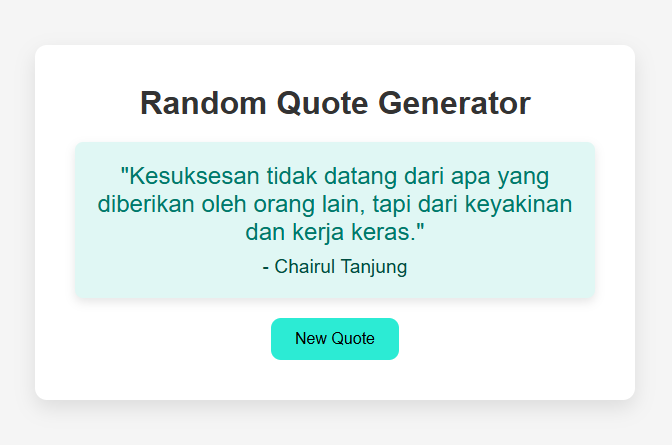 Random Quote Generator
"Kesuksesan tidak datang dari apa yang
diberikan oleh orang lain, tapi dari keyakinan
dan kerja keras."
- Chairul Tanjung
New Quote